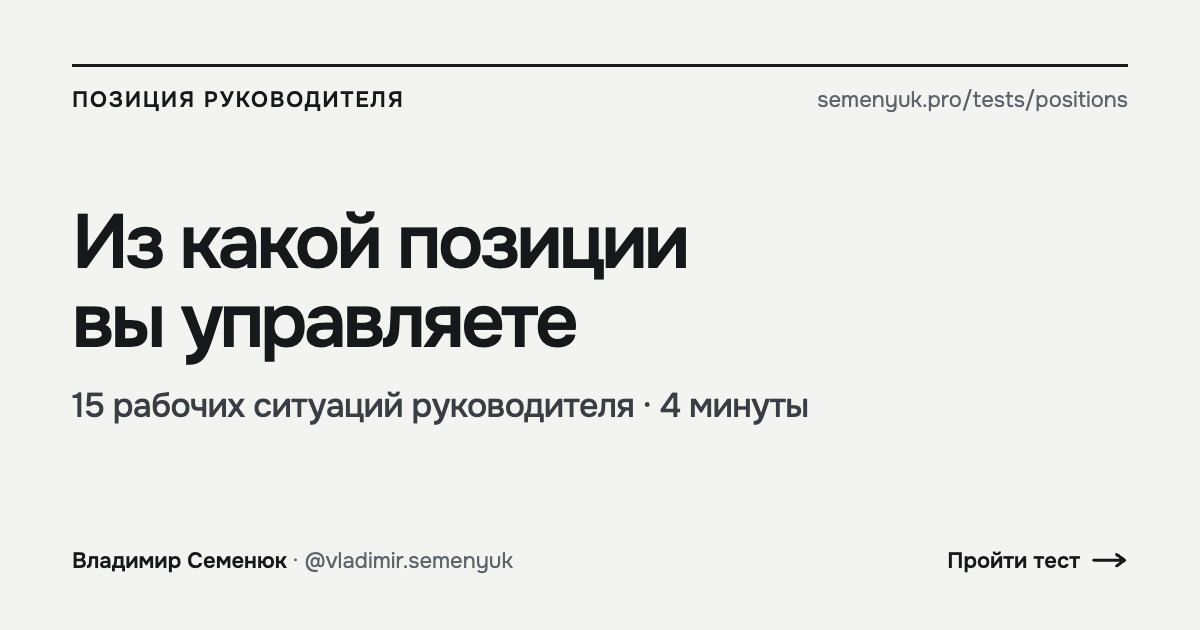 ПОЗИЦИЯ РУКОВОДИТЕЛЯ
semenyuk.pro/tests/positions
Из какой позиции
вы управляете
15 рабочих ситуаций руководителя · 4 минуты
Владимир Семенюк · @vladimir.semenyuk
Пройти тест →